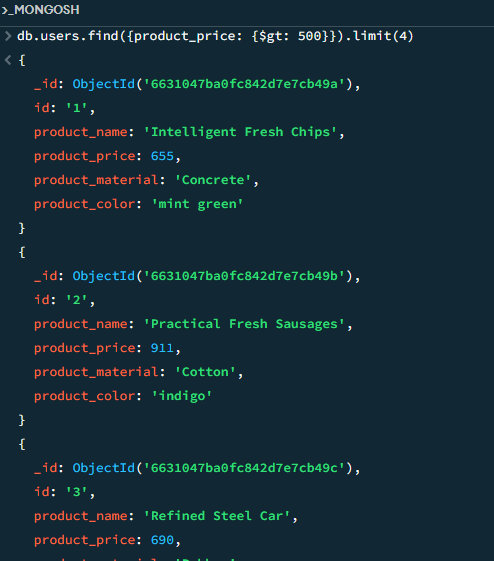 >_MONGOSH
> db.users.find({product_price: {$gt: 500}}).limit(4)
< {
_id: ObjectId('6631047ba0fc842d7e7cb49a'),
id: '1',
product_name: 'Intelligent Fresh Chips',
product_price: 655,
product_material: 'Concrete',
product_color: 'mint green'
}
{
_id: ObjectId('6631047ba0fc842d7e7cb49b'),
id: '2',
product_name: 'Practical Fresh Sausages',
product_price: 911,
product_material: 'Cotton',
product_color: 'indigo'
}
{
_id: ObjectId('6631047ba0fc842d7e7cb49c'),
id: '3',
product_name: 'Refined Steel Car',
product_price: 690,